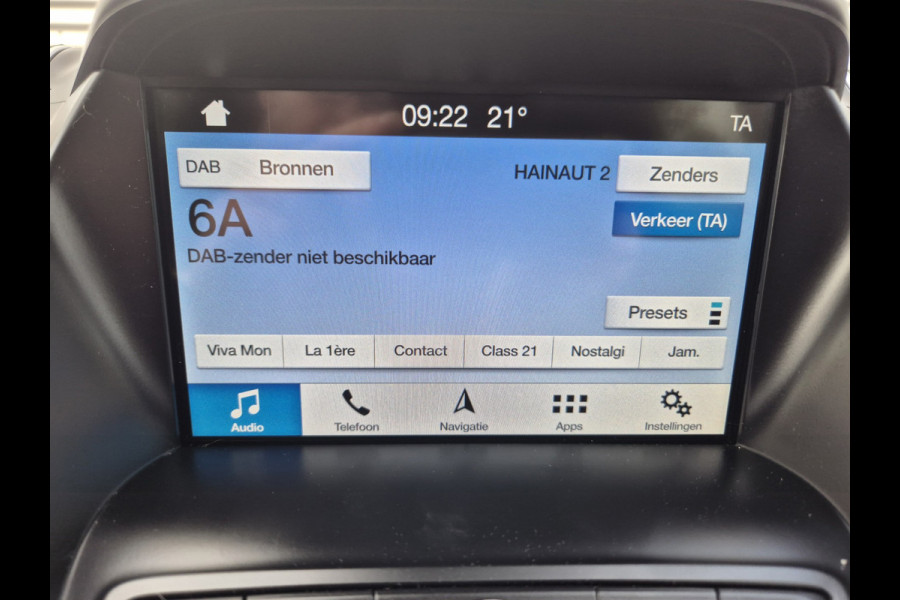 09:22 21° TA
DAB Bronnen HAINAUT 2 Zenders
6A Verkeer (TA)
DAB-zender niet beschikbaar
Presets
Viva Mon La 1ère Contact Class 21 Nostalgi Jam.
Audio Telefoon Navigatie Apps Instellingen